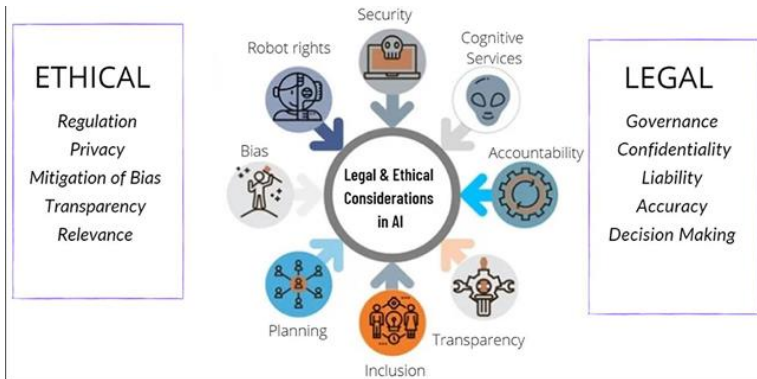 ETHICAL
Regulation
Privacy
Mitigation of Bias
Transparency
Relevance
Security
Robot rights
Cognitive
Services
Bias
Legal & Ethical
Considerations
in AI
Accountability
Planning
Transparency
Inclusion
LEGAL
Governance
Confidentiality
Liability
Accuracy
Decision Making